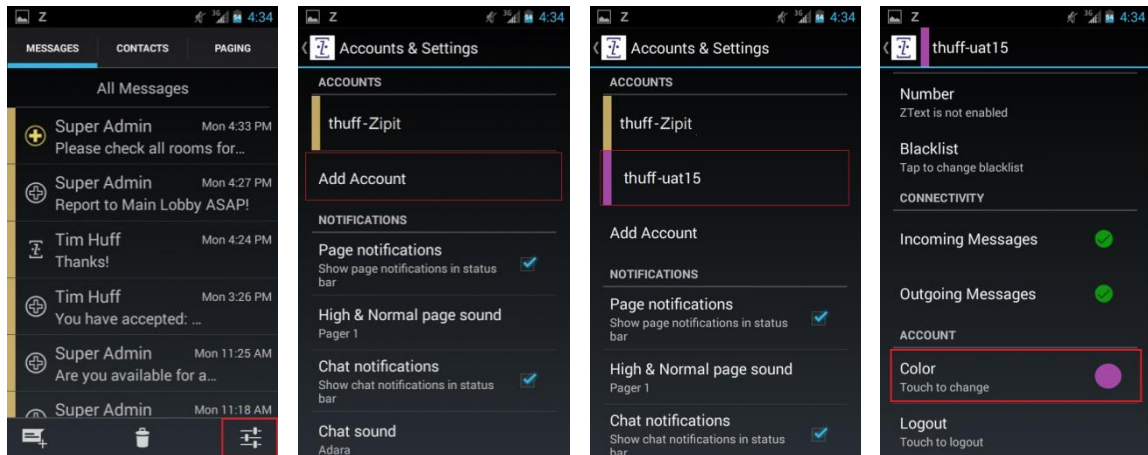 Z 3G 4:34
MESSAGES CONTACTS PAGING
All Messages
Super Admin Mon 4:33 PM
Please check all rooms for...
Super Admin Mon 4:27 PM
Report to Main Lobby ASAP!
Tim Huff Mon 4:24 PM
Thanks!
Tim Huff Mon 3:26 PM
You have accepted: ...
Super Admin Mon 11:25 AM
Are you available for a...
Super Admin Mon 11:18 AM
Z 3G 4:34
Accounts & Settings
ACCOUNTS
thuff-Zipit
Add Account
NOTIFICATIONS
Page notifications
Show page notifications in status
bar
High & Normal page sound
Pager 1
Chat notifications
Show chat notifications in status
bar
Chat sound
Adara
Z 3G 4:34
Accounts & Settings
ACCOUNTS
thuff-Zipit
thuff-uat15
Add Account
NOTIFICATIONS
Page notifications
Show page notifications in status
bar
High & Normal page sound
Pager 1
Chat notifications
Show chat notifications in status
bar
Z 3G 4:34
thuff-uat15
Number
ZText is not enabled
Blacklist
Tap to change blacklist
CONNECTIVITY
Incoming Messages
Outgoing Messages
ACCOUNT
Color
Touch to change
Logout
Touch to logout